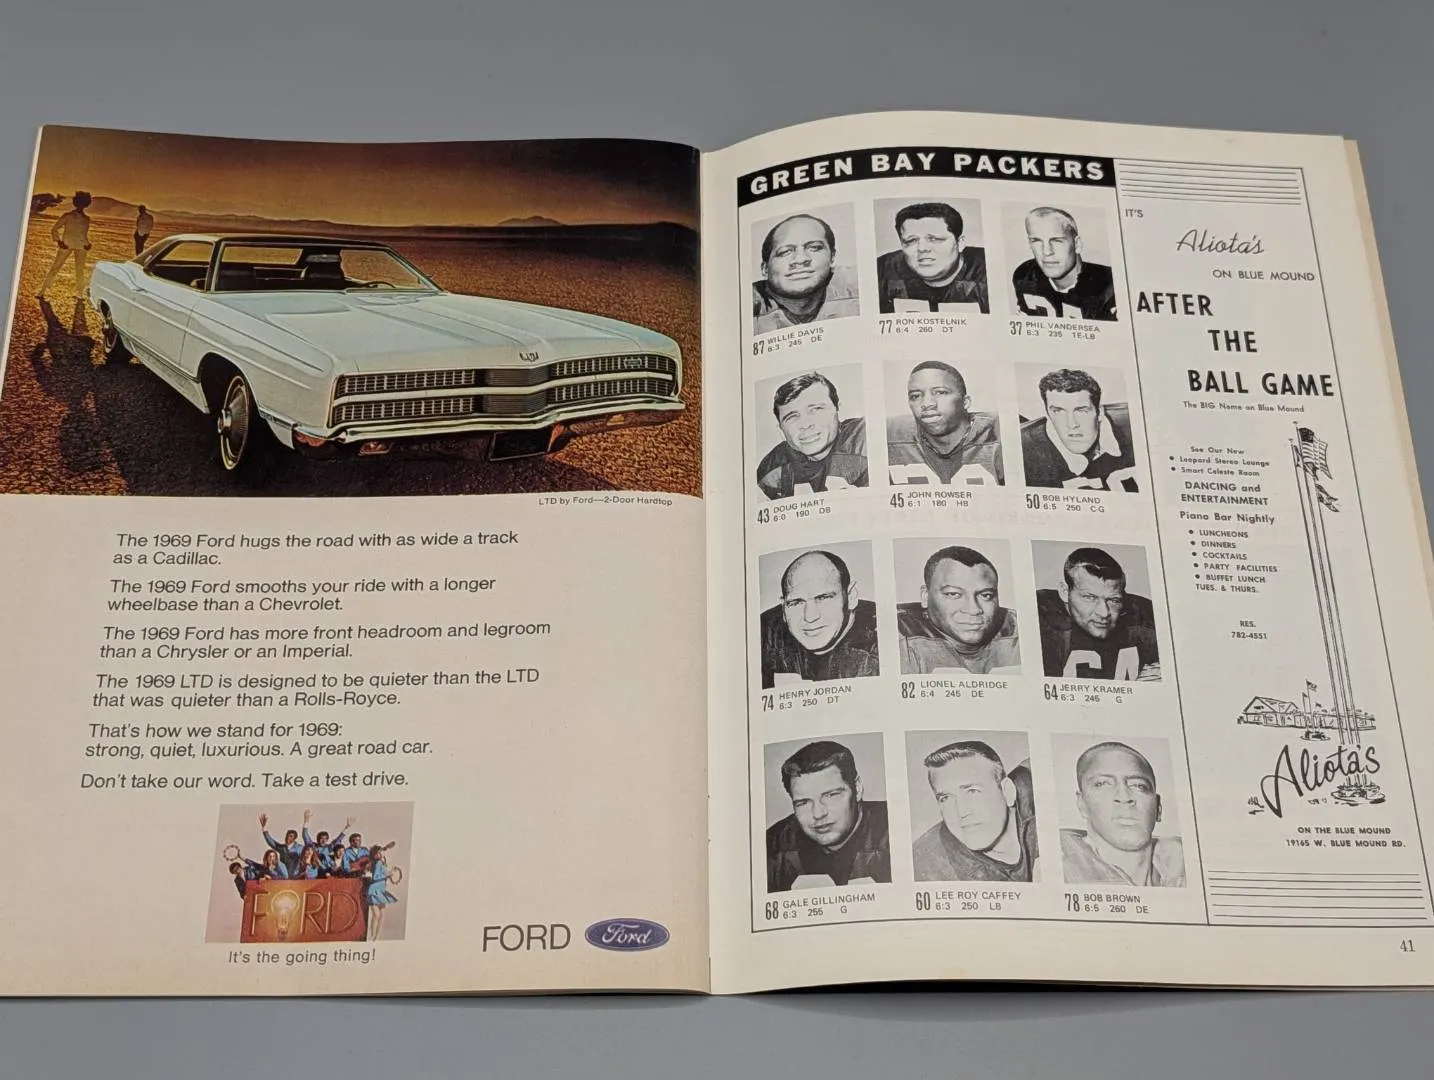 LTD by Ford—2-Door Hardtop
The 1969 Ford hugs the road with as wide a track
as a Cadillac.
The 1969 Ford smooths your ride with a longer
wheelbase than a Chevrolet.
The 1969 Ford has more front headroom and legroom
than a Chrysler or an Imperial.
The 1969 LTD is designed to be quieter than the LTD
that was quieter than a Rolls-Royce.
That's how we stand for 1969:
strong, quiet, luxurious. A great road car.
Don't take our word. Take a test drive.
FORD
It's the going thing!
FORD Ford
GREEN BAY PACKERS
87 WILLIE DAVIS
6:3 245 DE
77 RON KOSTELNIK
6:4 260 DT
37 PHIL VANDERSEA
6:3 235 TE-LB
43 DOUG HART
6:0 190 DB
45 JOHN ROWSER
6:1 180 HB
50 BOB HYLAND
6:5 250 C-G
74 HENRY JORDAN
6:3 250 DT
82 LIONEL ALDRIDGE
6:4 245 DE
64 JERRY KRAMER
6:3 245 G
68 GALE GILLINGHAM
6:3 255 G
60 LEE ROY CAFFEY
6:3 250 LB
78 BOB BROWN
6:5 260 DE
IT'S
Aliota's
ON BLUE MOUND
AFTER
THE
BALL GAME
The BIG Name on Blue Mound
See Our New
• Leopard Stereo Lounge
• Smart Celeste Room
DANCING and
ENTERTAINMENT
Piano Bar Nightly
• LUNCHEONS
• DINNERS
• COCKTAILS
• PARTY FACILITIES
• BUFFET LUNCH
TUES. & THURS.
RES.
782-4551
Aliota's
ON THE BLUE MOUND
19165 W. BLUE MOUND RD.
41